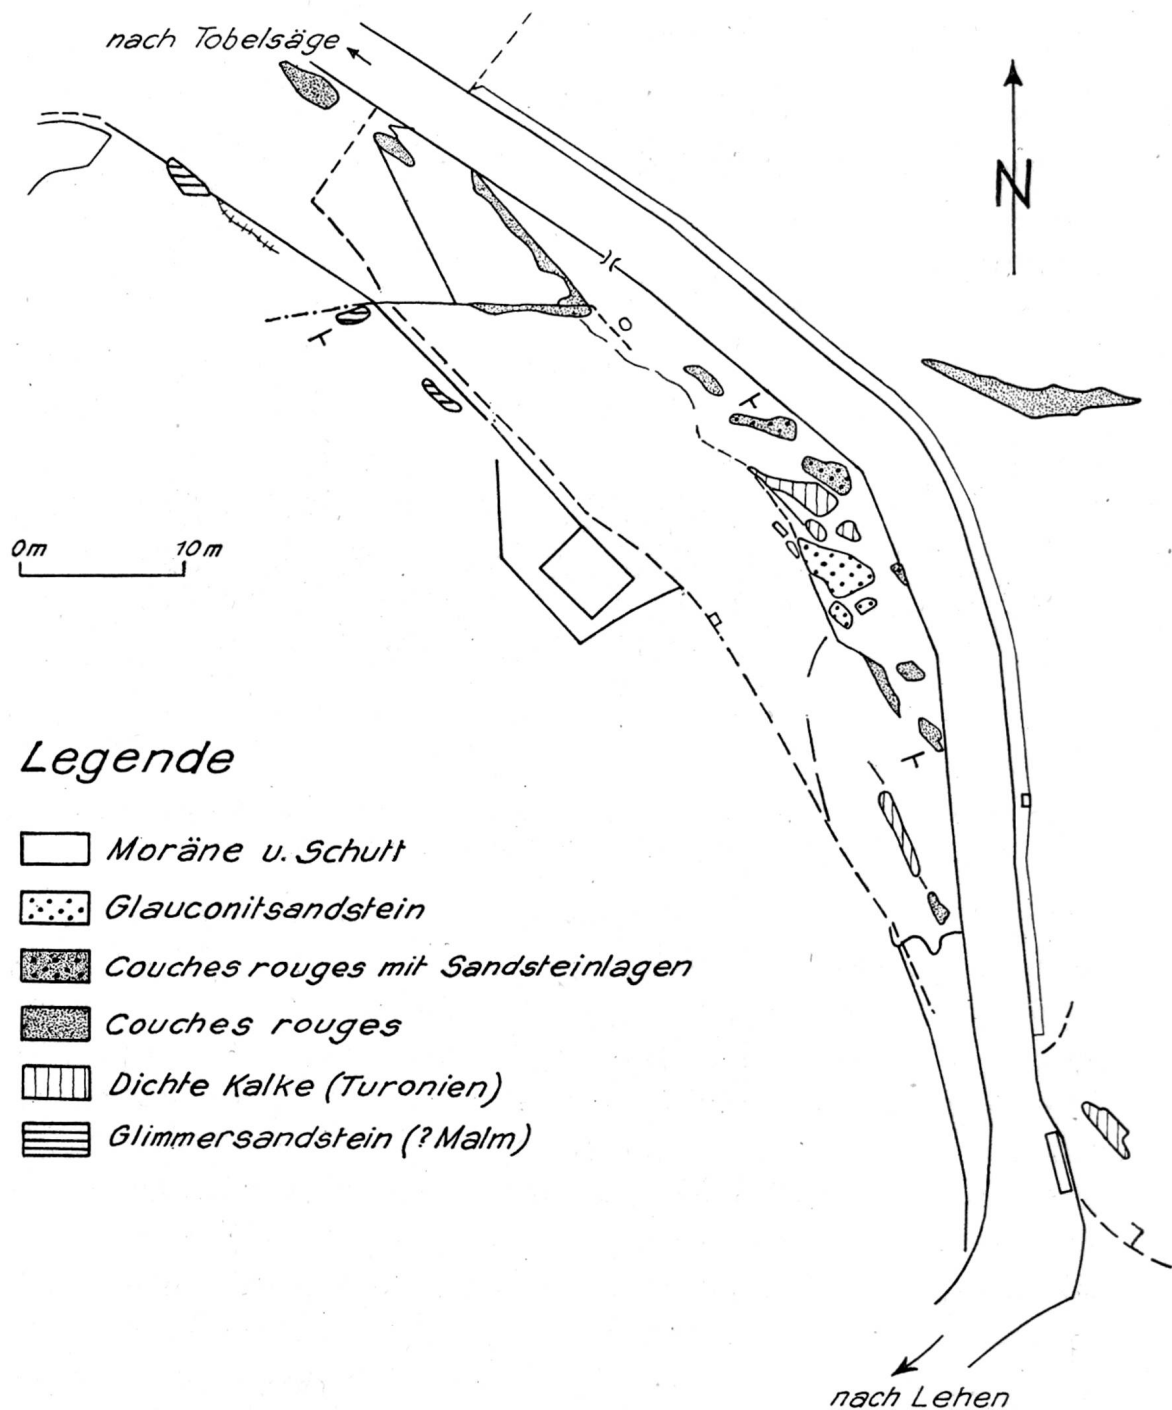 nach Tobelsäge
N
0m 10m
Legende
Moräne u. Schutt
Glauconitsandstein
Couches rouges mit Sandsteinlagen
Couches rouges
Dichte Kalke (Turonien)
Glimmersandstein (?Malm)
nach Lehen